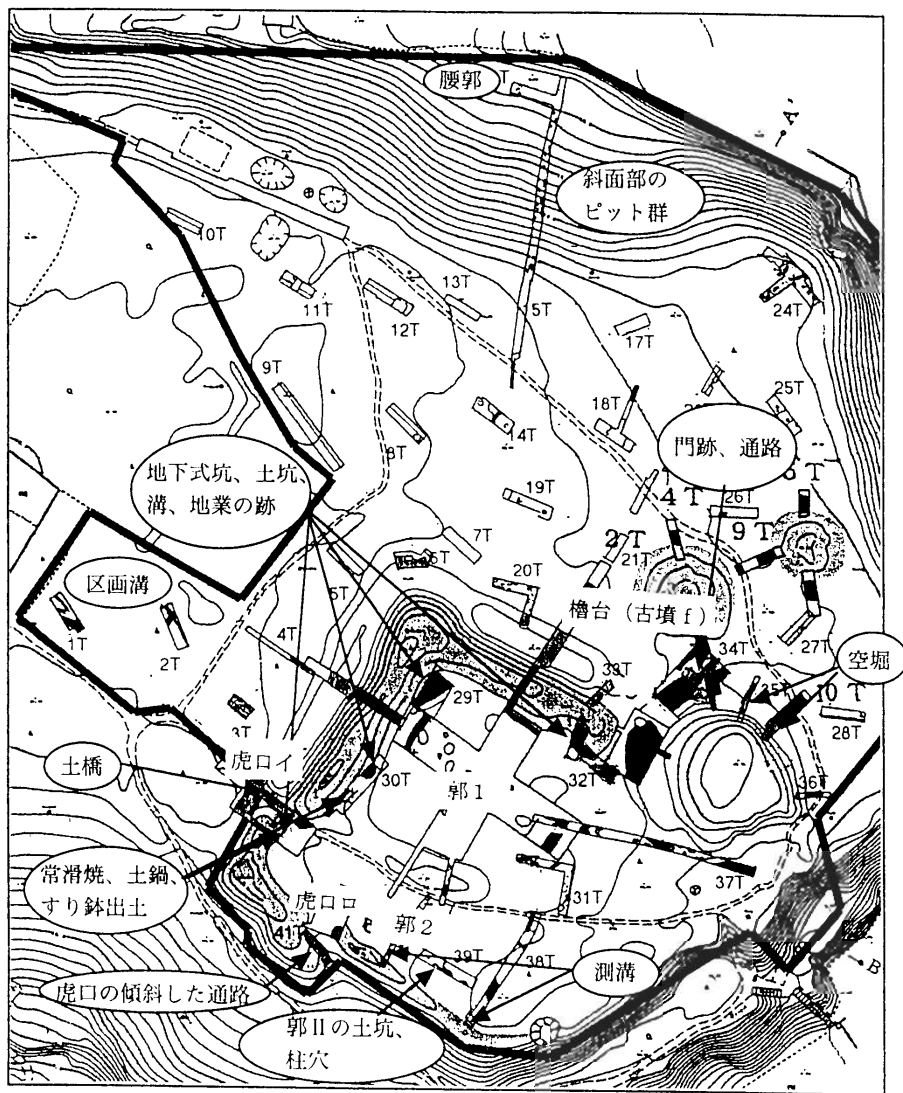 腰郭
T
A'
斜面部の
ピット群
10T
11T
12T
13T
5T
17T
24T
9T
8T
14T
18T
25T
門跡、通路
地下式坑、土坑、
溝、地業の跡
19T
4T
26T
9T
7T
2T
21T
区画溝
20T
1T
2T
4T
櫓台（古墳f）
27T
34T
空堀
33T
29T
10T
28T
3T
虎口イ
土橋
30T
32T
郭1
36T
37T
常滑焼、土鍋、
すり鉢出土
31T
虎口ロ
郭2
41T
39T
38T
測溝
B
虎口の傾斜した通路
郭IIの土坑、
柱穴